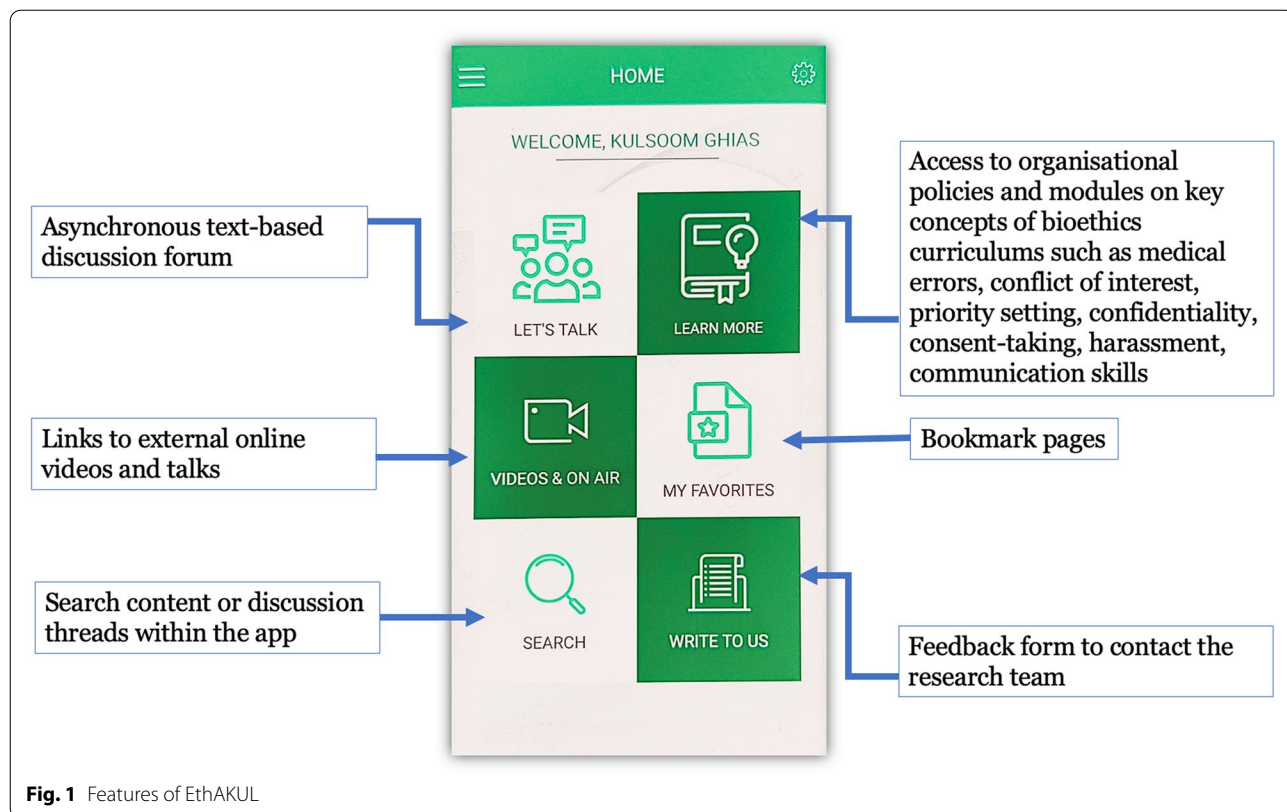 HOME
WELCOME, KULSOOM GHIAS
Asynchronous text-based
discussion forum
LET'S TALK
LEARN MORE
Access to organisational
policies and modules on key
concepts of bioethics
curriculums such as medical
errors, conflict of interest,
priority setting, confidentiality,
consent-taking, harassment,
communication skills
Links to external online
videos and talks
VIDEOS & ON AIR
MY FAVORITES
Bookmark pages
Search content or discussion
threads within the app
SEARCH
WRITE TO US
Feedback form to contact the
research team
Fig. 1 Features of EthAKUL